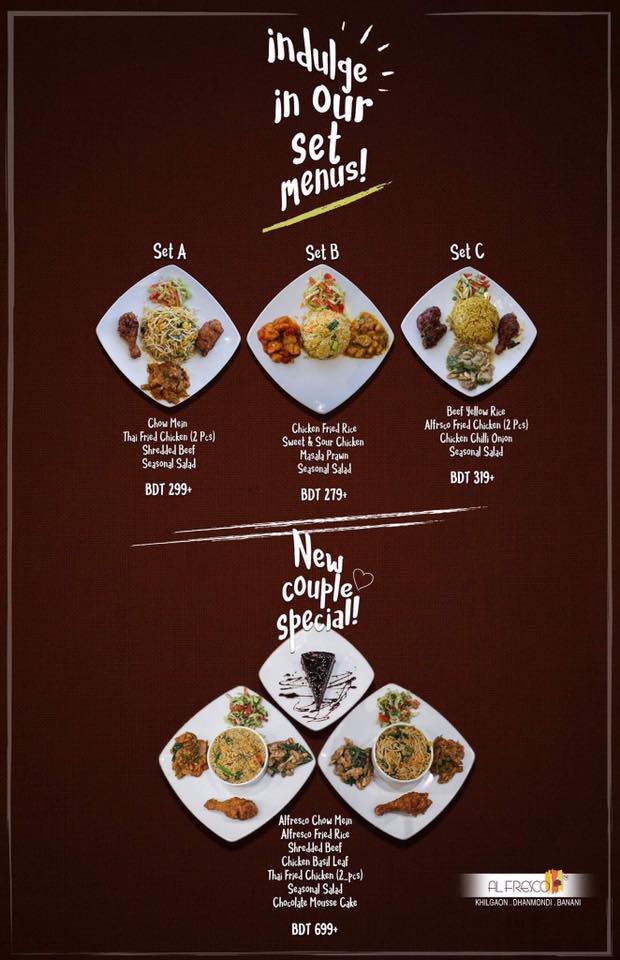 indulge
in our
set
menus!
Set A
Chow Mein
Thai Fried Chicken (2 Pcs)
Shredded Beef
Seasonal Salad
BDT 299+
Set B
Chicken Fried Rice
Sweet & Sour Chicken
Masala Prawn
Seasonal Salad
BDT 279+
Set C
Beef Yellow Rice
Alfrsco Fried Chicken (2 Pcs)
Chicken Chilli Onion
Seasonal Salad
BDT 319+
New
couple
special!
Alfresco Chow Mein
Alfresco Fried Rice
Shredded Beef
Chicken Basil Leaf
Thai Fried Chicken (2_pcs)
Seasonal Salad
Chocolate Mousse Cake
BDT 699+
AL FRESCO
KHILGAON . DHANMONDI . BANANI